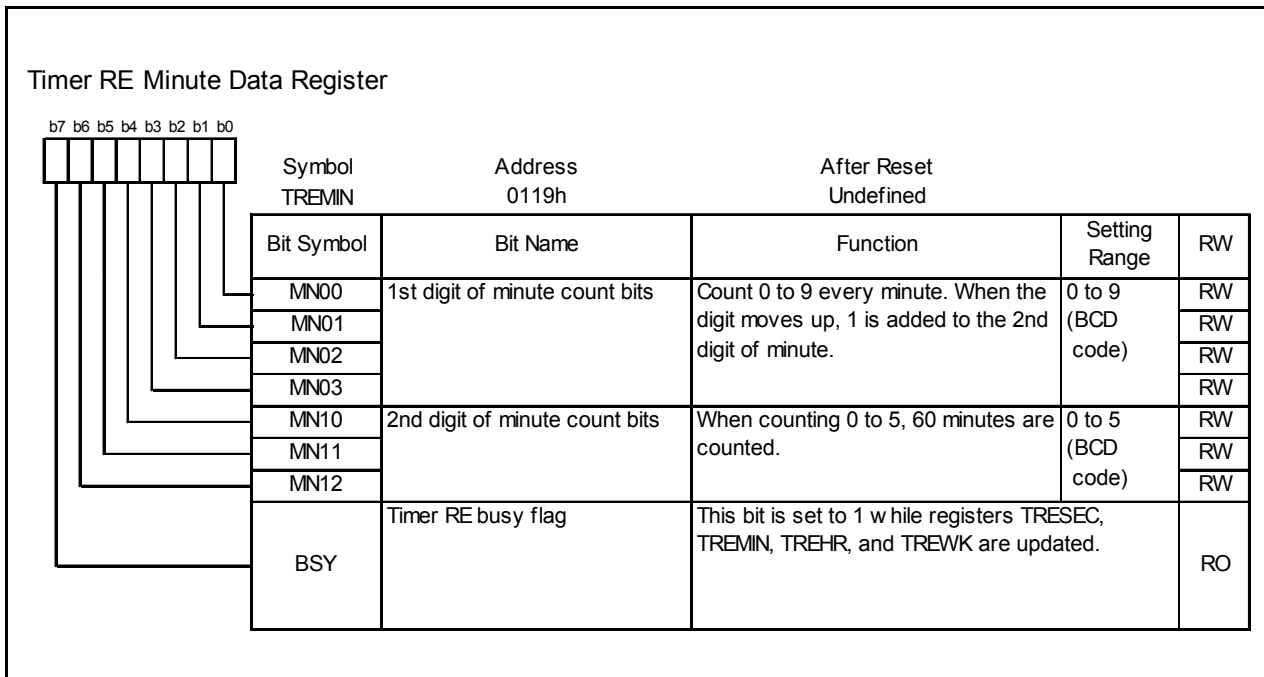 Timer RE Minute Data Register
b7 b6 b5 b4 b3 b2 b1 b0
Symbol Address After Reset
TREMIN 0119h Undefined
Bit Symbol Bit Name Function Setting Range RW
MN00 1st digit of minute count bits Count 0 to 9 every minute. When the 0 to 9 RW
MN01 digit moves up, 1 is added to the 2nd (BCD RW
MN02 digit of minute. code) RW
MN03 RW
MN10 2nd digit of minute count bits When counting 0 to 5, 60 minutes are 0 to 5 RW
MN11 counted. (BCD RW
MN12 code) RW
Timer RE busy flag This bit is set to 1 w hile registers TRESEC,
TREMIN, TREHR, and TREWK are updated.
BSY RO